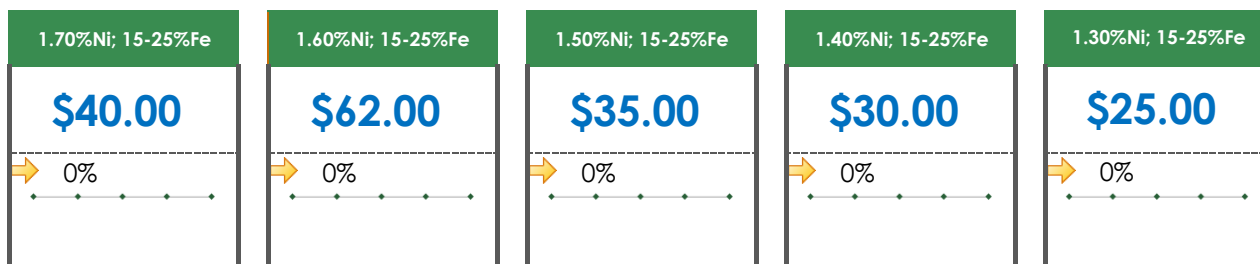 1.70%Ni; 15-25%Fe
$40.00
0%
1.60%Ni; 15-25%Fe
$62.00
0%
1.50%Ni; 15-25%Fe
$35.00
0%
1.40%Ni; 15-25%Fe
$30.00
0%
1.30%Ni; 15-25%Fe
$25.00
0%